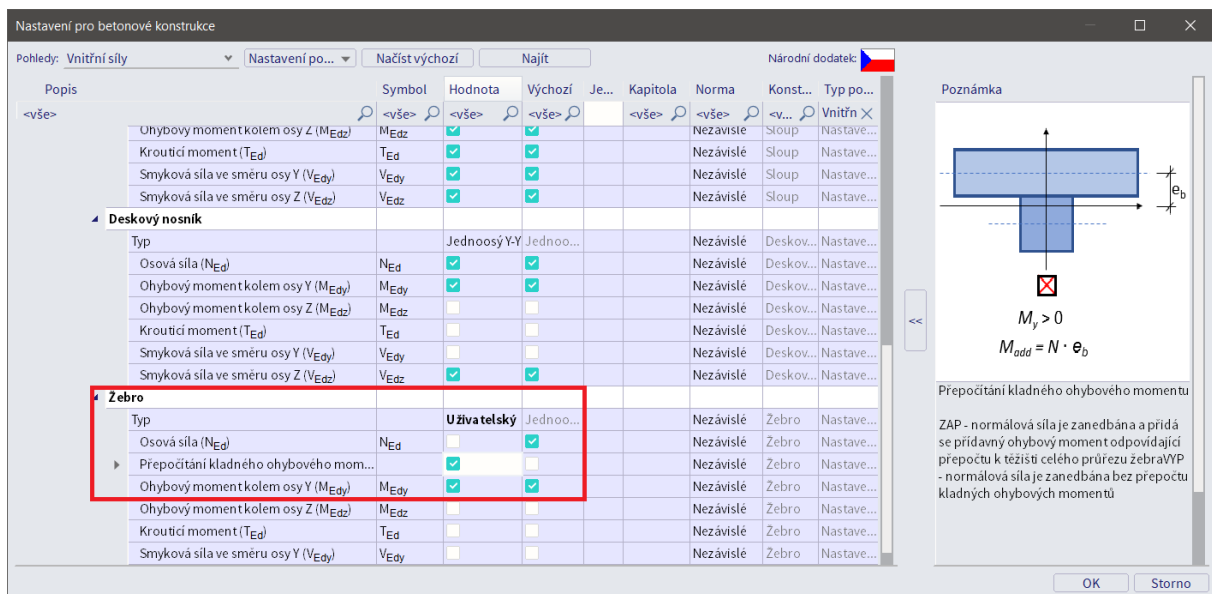 Nastavení pro betonové konstrukce
Pohledy: Vnitřní síly Nastavení po... Načíst výchozí Najít Národní dodatek:
Popis Symbol Hodnota Výchozí Je... Kapitola Norma Konst... Typ po...
<vše> <vše> <vše> <vše> <vše> <vše> <v... Vnitřn
Ohybový moment kolem osy Z (MEdz) MEdz Nezávislé Sloup Nastave...
Krouticí moment (TEd) TEd Nezávislé Sloup Nastave...
Smyková síla ve směru osy Y (VEdy) VEdy Nezávislé Sloup Nastave...
Smyková síla ve směru osy Z (VEdz) VEdz Nezávislé Sloup Nastave...
Deskový nosník
Typ Jednoosý Y-Y Jednoo... Nezávislé Deskov... Nastave...
Osová síla (NEd) NEd Nezávislé Deskov... Nastave...
Ohybový moment kolem osy Y (MEdy) MEdy Nezávislé Deskov... Nastave...
Ohybový moment kolem osy Z (MEdz) MEdz Nezávislé Deskov... Nastave...
Krouticí moment (TEd) TEd Nezávislé Deskov... Nastave...
Smyková síla ve směru osy Y (VEdy) VEdy Nezávislé Deskov... Nastave...
Smyková síla ve směru osy Z (VEdz) VEdz Nezávislé Deskov... Nastave...
Žebro
Typ Uživatelský Jednoo... Nezávislé Žebro Nastave...
Osová síla (NEd) NEd Nezávislé Žebro Nastave...
Přepočítání kladného ohybového mom... Nezávislé Žebro Nastave...
Ohybový moment kolem osy Y (MEdy) MEdy Nezávislé Žebro Nastave...
Ohybový moment kolem osy Z (MEdz) MEdz Nezávislé Žebro Nastave...
Krouticí moment (TEd) TEd Nezávislé Žebro Nastave...
Smyková síla ve směru osy Y (VEdy) VEdy Nezávislé Žebro Nastave...
<<
Poznámka
eb
My > 0
Madd = N · eb
Přepočítání kladného ohybového momentu
ZAP - normálová síla je zanedbána a přidá
se přídavný ohybový moment odpovídající
přepočtu k těžišti celého průřezu žebraVYP
- normálová síla je zanedbána bez přepočtu
kladných ohybových momentů
OK Storno